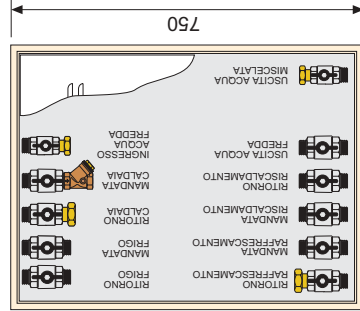 RITORNO
RAFFRESCAMENTO
MANDATA
RAFFRESCAMENTO
MANDATA
RISCALDAMENTO
RITORNO
RISCALDAMENTO
USCITA ACQUA
FREDDA
USCITA ACQUA
MISCELATA
RITORNO
FRIGO
MANDATA
FRIGO
RITORNO
CALDAIA
MANDATA
CALDAIA
INGRESSO
ACQUA
FREDDA
750